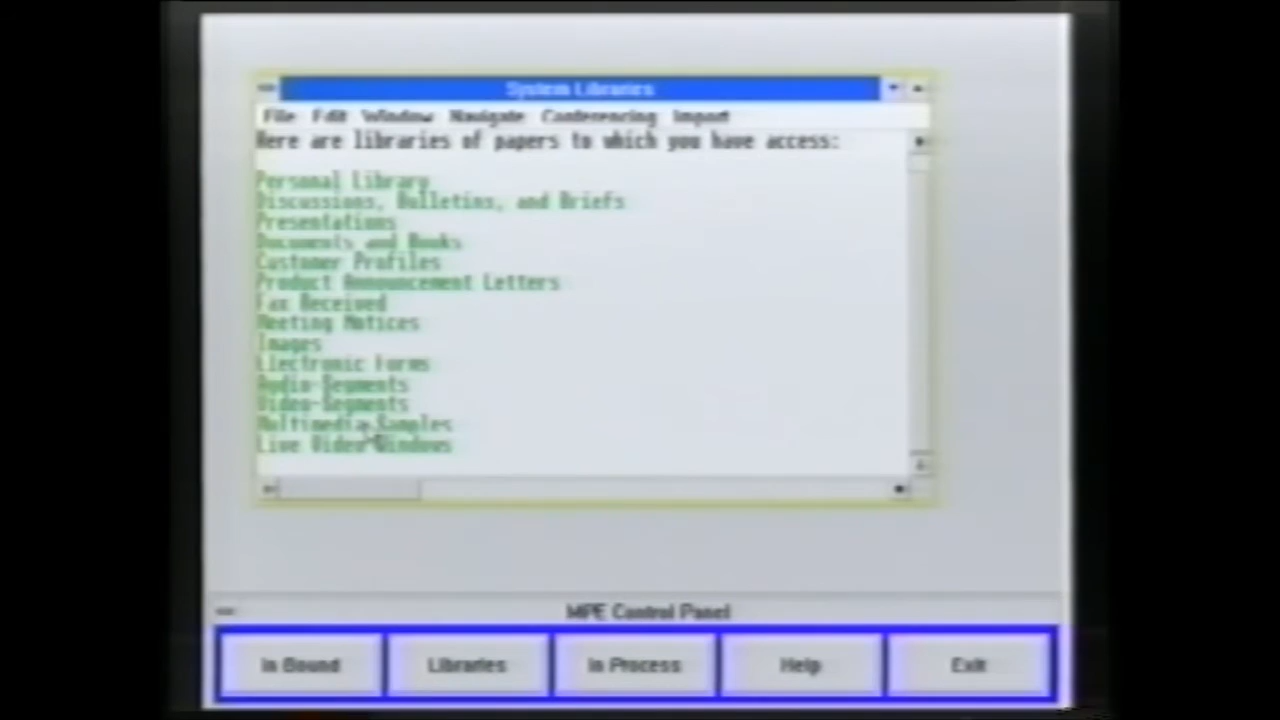 System Libraries
File Edit Window Navigate Conferencing Import
Here are libraries of papers to which you have access:
Personal Library
Discussions, Bulletins, and Briefs
Presentations
Documents and Books
Customer Profiles
Product Announcement Letters
Fax Received
Meeting Notices
Images
Electronic Forms
Audio-Segments
Video-Segments
Multimedia-Samples
Live Video-Windows
MPE Control Panel
In Bound Libraries In Process Help Exit